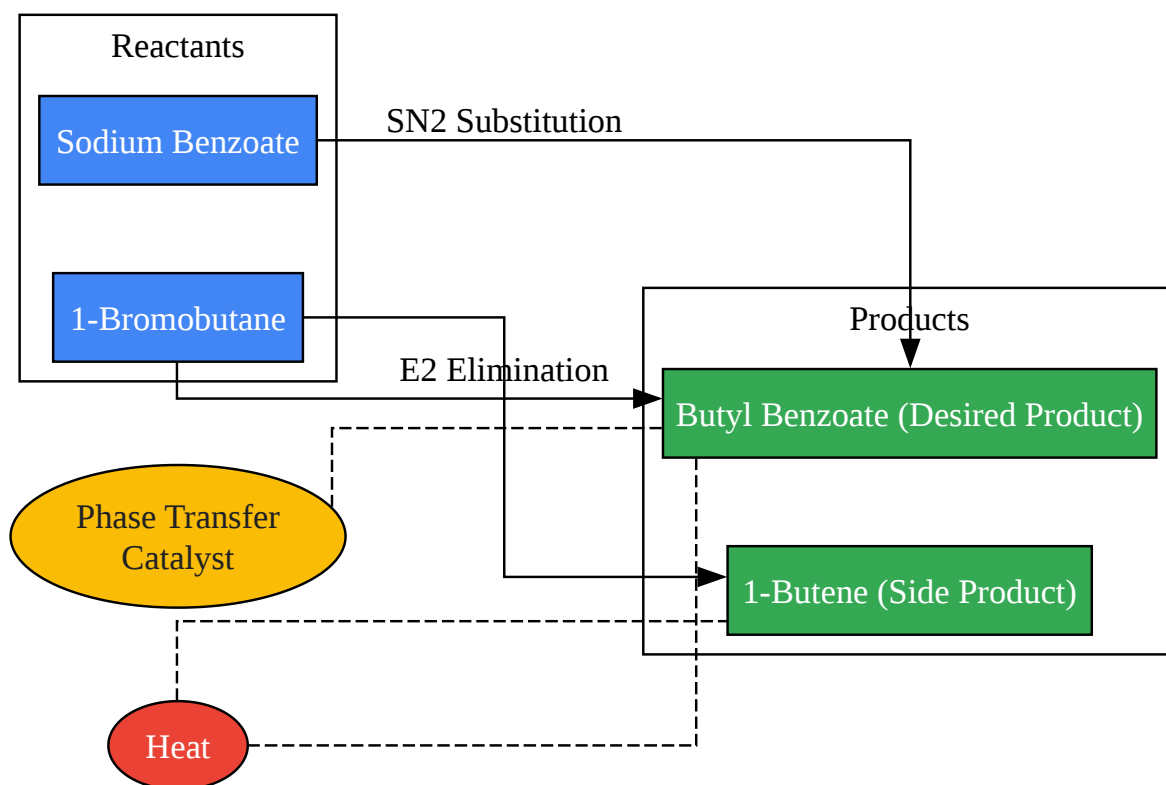 Reactants
Sodium Benzoate
SN2 Substitution
1-Bromobutane
Products
E2 Elimination
Butyl Benzoate (Desired Product)
Phase Transfer
Catalyst
1-Butene (Side Product)
Heat